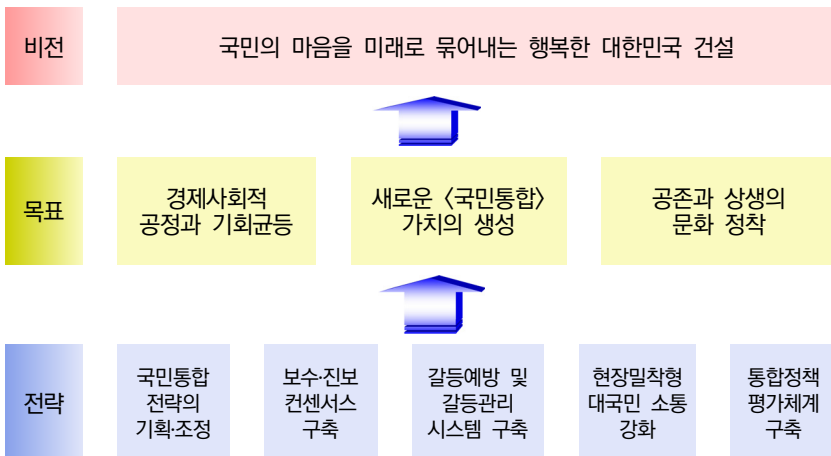 비전
국민의 마음을 미래로 묶어내는 행복한 대한민국 건설
목표
경제사회적
공정과 기회균등
새로운 〈국민통합〉
가치의 생성
공존과 상생의
문화 정착
전략
국민통합
전략의
기획·조정
보수·진보
컨센서스
구축
갈등예방 및
갈등관리
시스템 구축
현장밀착형
대국민 소통
강화
통합정책
평가체계
구축